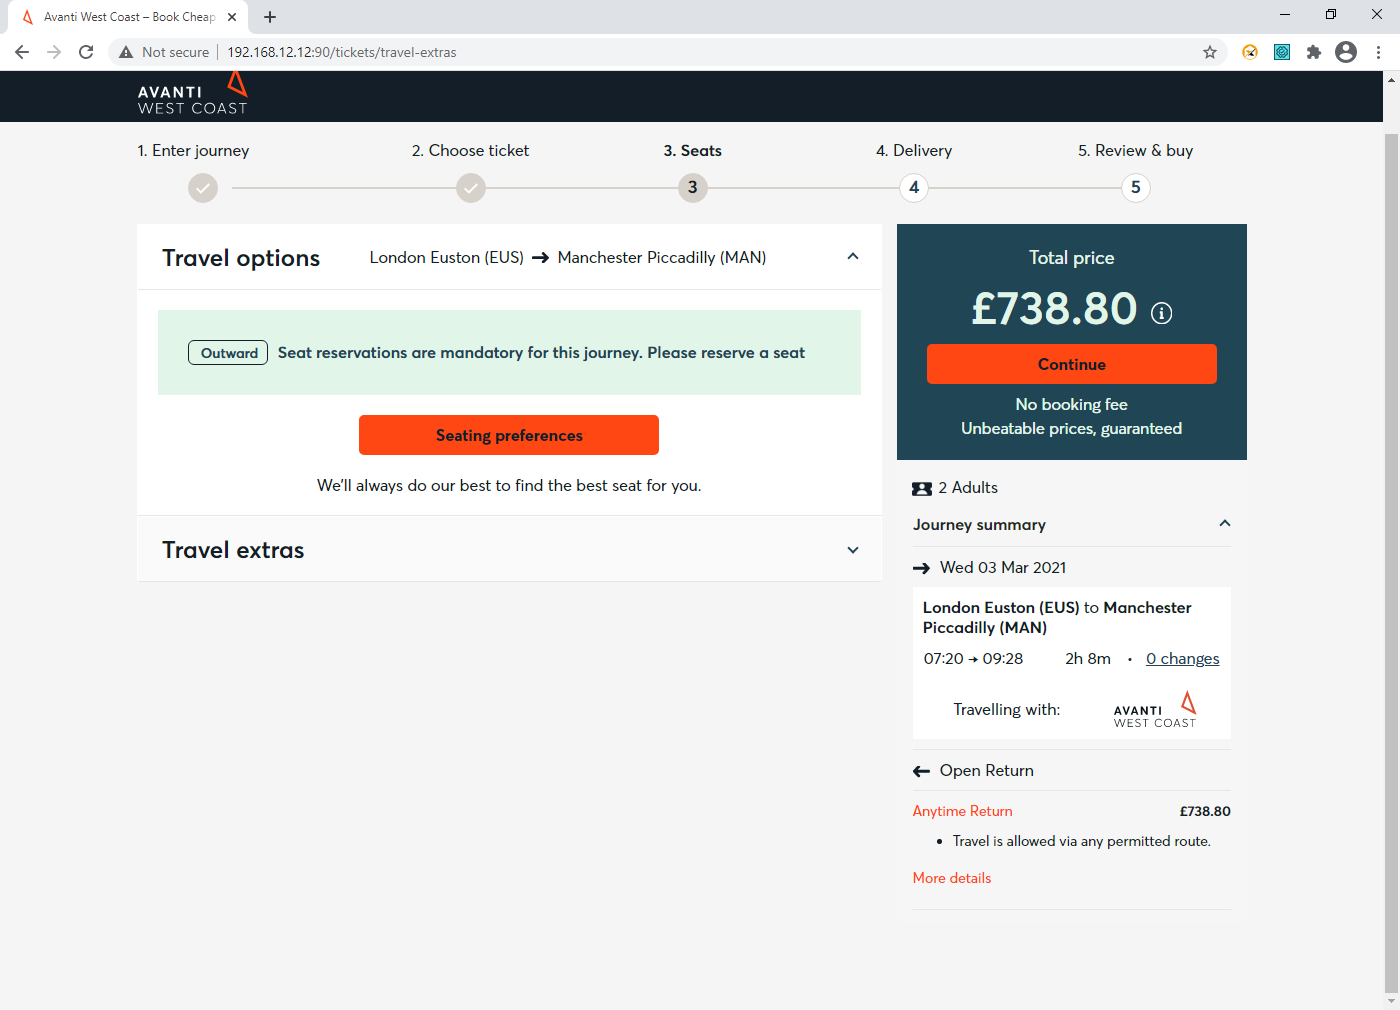 Avanti West Coast – Book Cheap
Not secure
192.168.12.12:90/tickets/travel-extras
AVANTI
WEST COAST
1. Enter journey
2. Choose ticket
3. Seats
4. Delivery
5. Review & buy
3
4
5
Travel options
London Euston (EUS) → Manchester Piccadilly (MAN)
Outward
Seat reservations are mandatory for this journey. Please reserve a seat
Seating preferences
We'll always do our best to find the best seat for you.
Travel extras
Total price
£738.80
Continue
No booking fee
Unbeatable prices, guaranteed
2 Adults
Journey summary
→ Wed 03 Mar 2021
London Euston (EUS) to Manchester
Piccadilly (MAN)
07:20 → 09:28 2h 8m • 0 changes
Travelling with:
AVANTI
WEST COAST
← Open Return
Anytime Return £738.80
• Travel is allowed via any permitted route.
More details